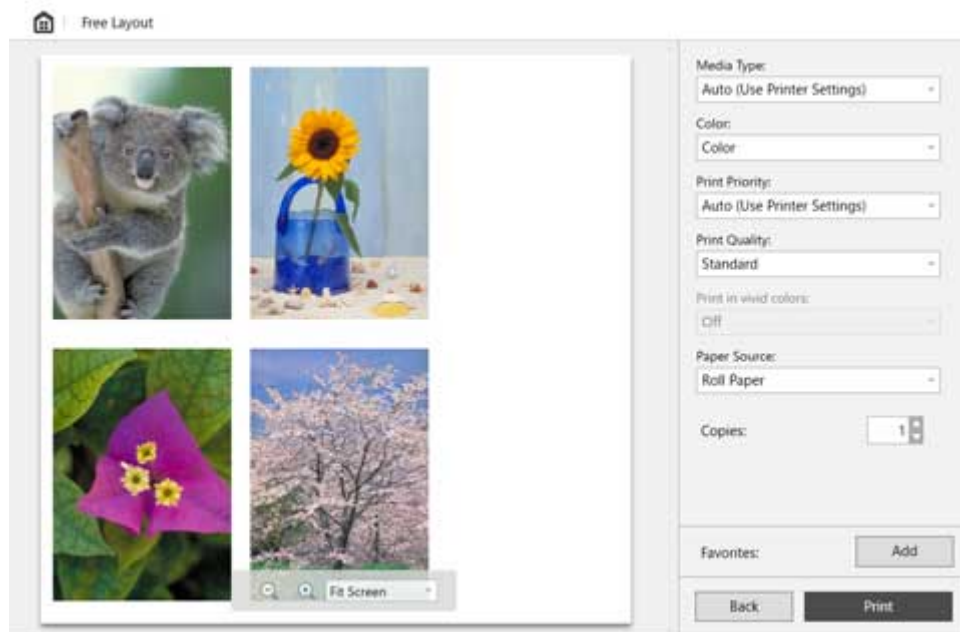 Free Layout
Media Type:
Auto (Use Printer Settings)
Color:
Color
Print Priority:
Auto (Use Printer Settings)
Print Quality:
Standard
Print in vivid colors:
Off
Paper Source:
Roll Paper
Copies:
1
Fit Screen
Favorites:
Add
Back
Print